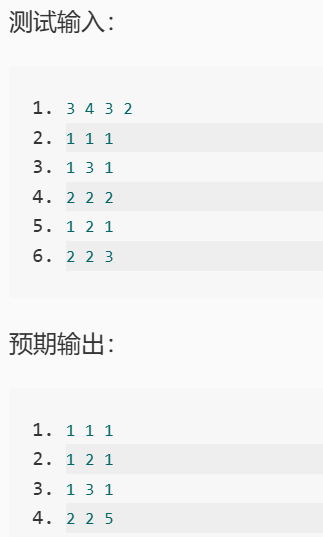 测试输入：
1. 3 4 3 2
2. 1 1 1
3. 1 3 1
4. 2 2 2
5. 1 2 1
6. 2 2 3
预期输出：
1. 1 1 1
2. 1 2 1
3. 1 3 1
4. 2 2 5